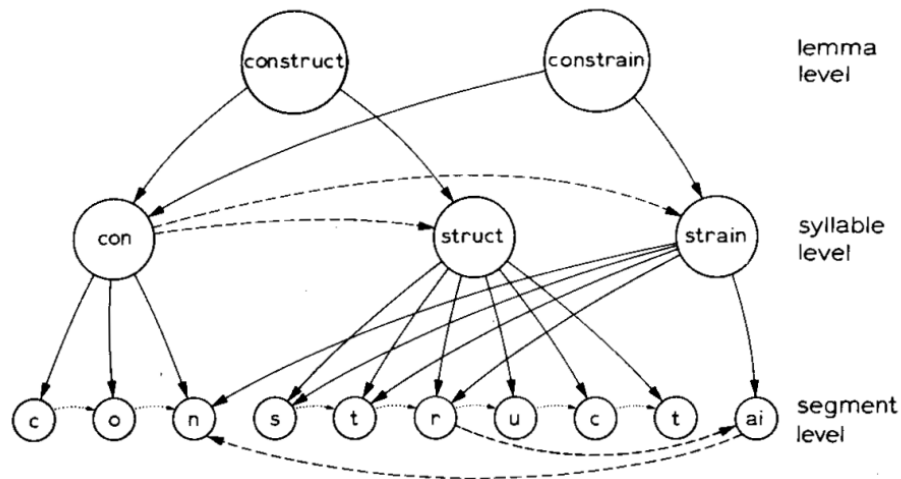 construct
constrain
lemma
level
con
struct
strain
syllable
level
c
o
n
s
t
r
u
c
t
ai
segment
level